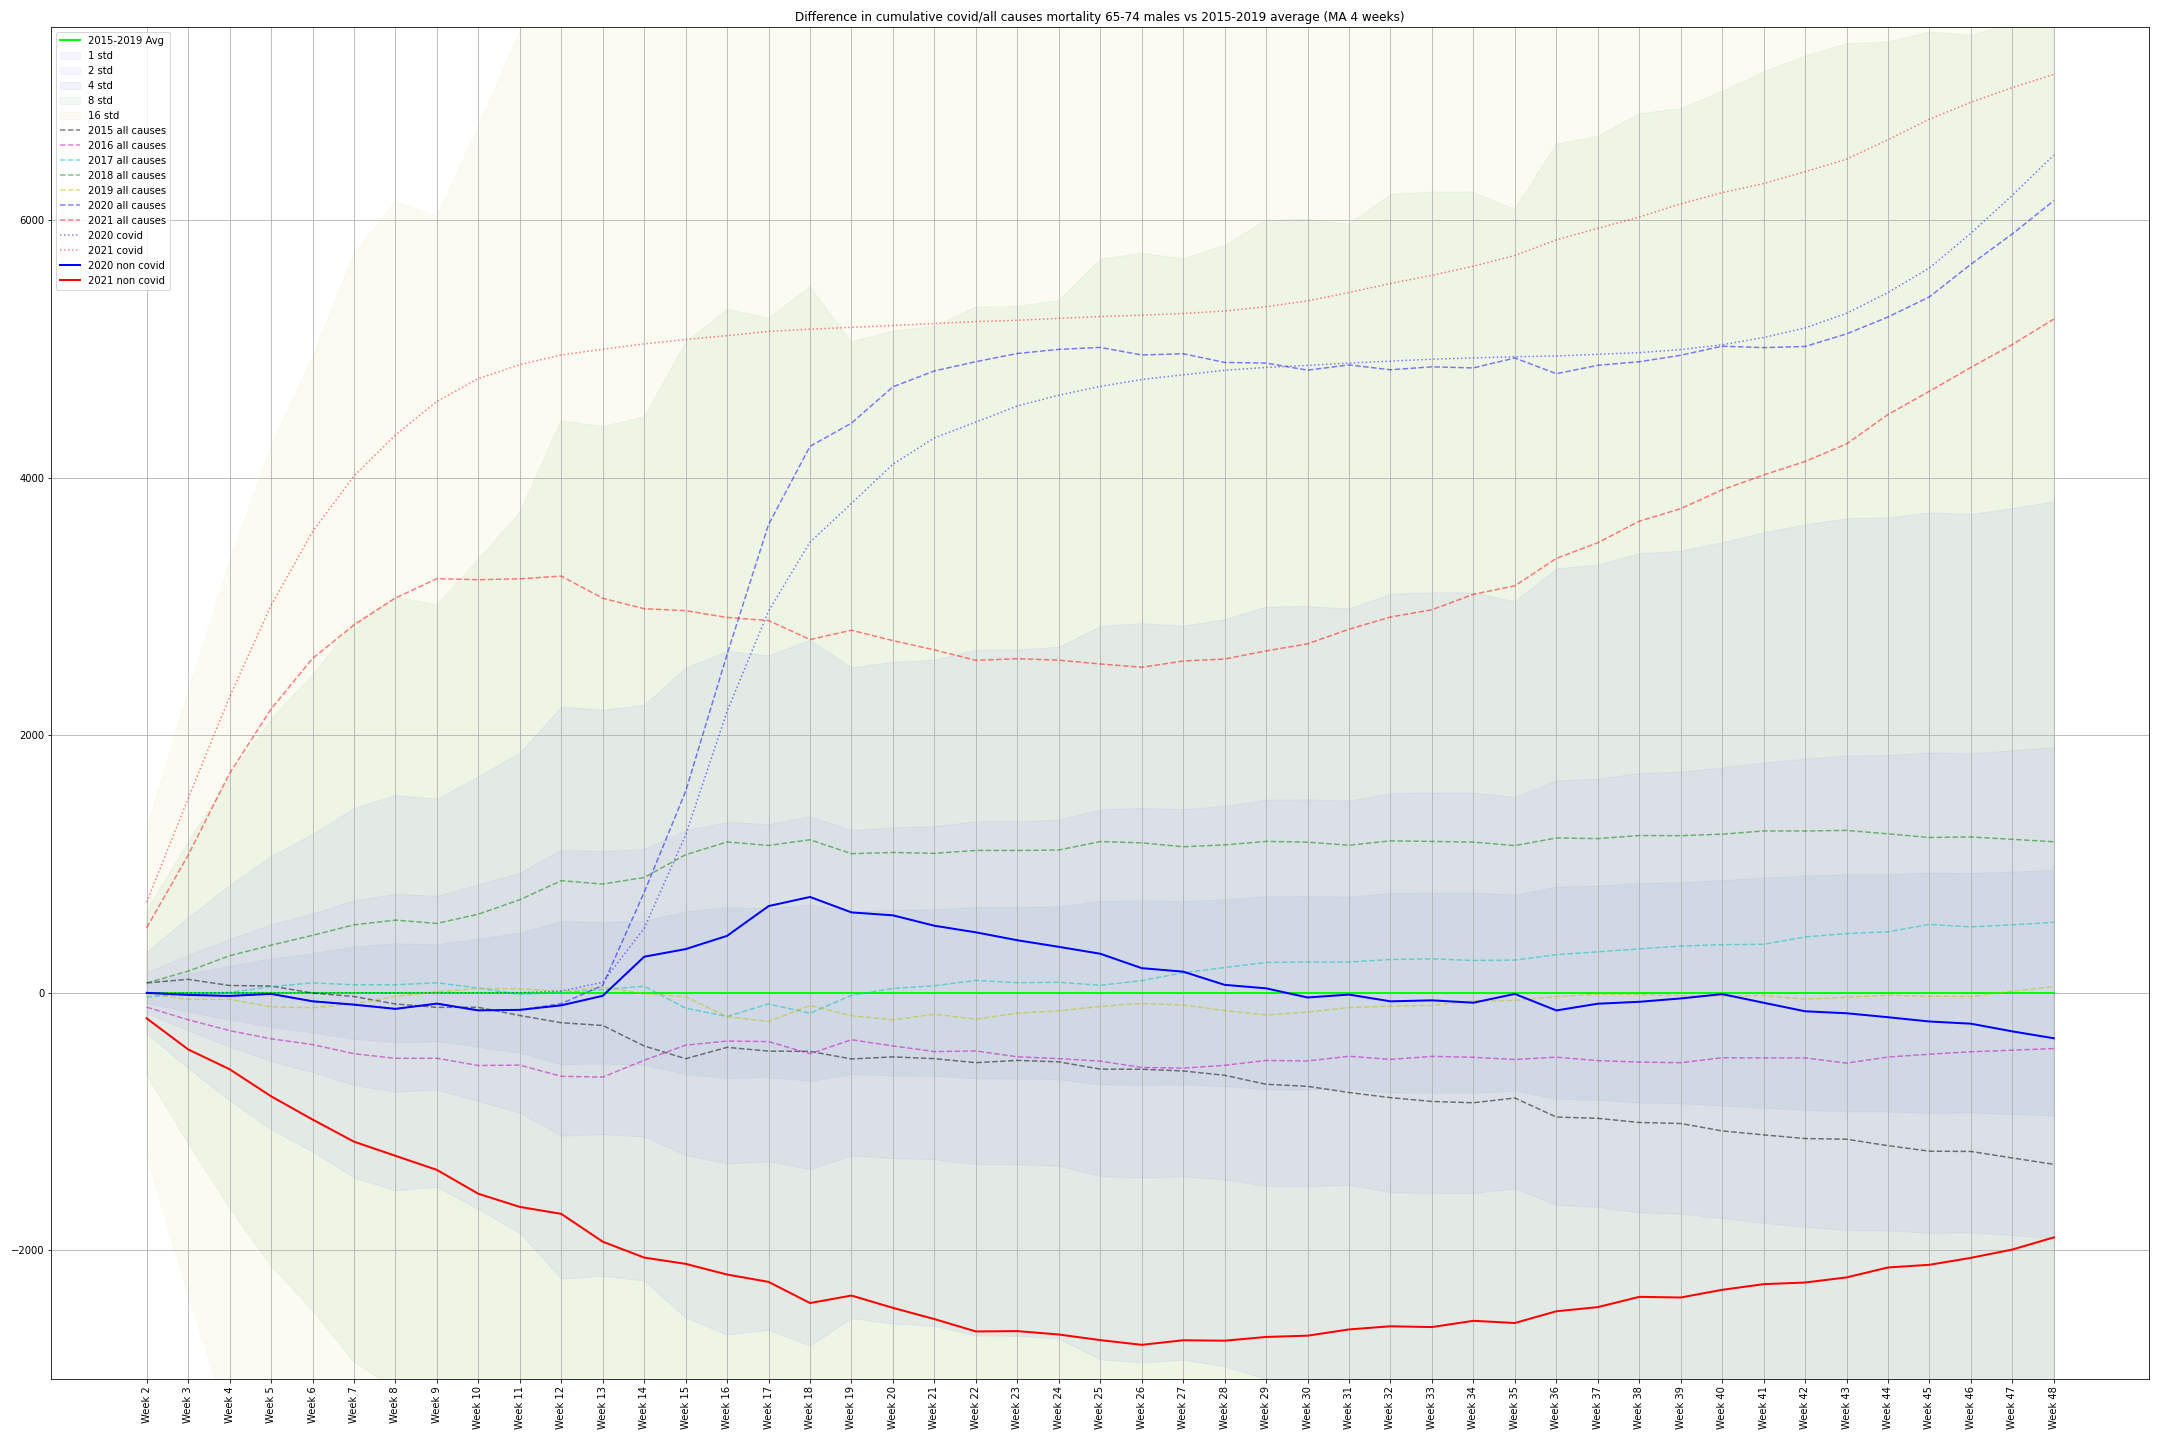 Difference in cumulative covid/all causes mortality 65-74 males vs 2015-2019 average (MA 4 weeks)
2015-2019 Avg
1 std
2 std
4 std
8 std
16 std
2015 all causes
2016 all causes
2017 all causes
2018 all causes
2019 all causes
2020 all causes
2021 all causes
2020 covid
2021 covid
2020 non covid
2021 non covid
6000
4000
2000
0
−2000
Week 2
Week 3
Week 4
Week 5
Week 6
Week 7
Week 8
Week 9
Week 10
Week 11
Week 12
Week 13
Week 14
Week 15
Week 16
Week 17
Week 18
Week 19
Week 20
Week 21
Week 22
Week 23
Week 24
Week 25
Week 26
Week 27
Week 28
Week 29
Week 30
Week 31
Week 32
Week 33
Week 34
Week 35
Week 36
Week 37
Week 38
Week 39
Week 40
Week 41
Week 42
Week 43
Week 44
Week 45
Week 46
Week 47
Week 48